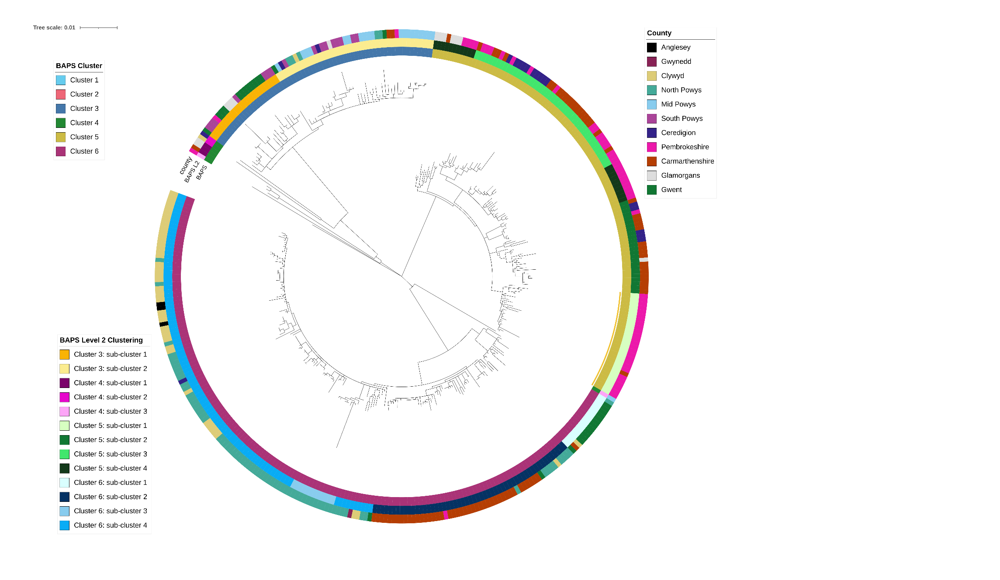 Tree scale: 0.01
BAPS Cluster
Cluster 1
Cluster 2
Cluster 3
Cluster 4
Cluster 5
Cluster 6
County
Anglesey
Gwynedd
Clywyd
North Powys
Mid Powys
South Powys
Ceredigion
Pembrokeshire
Carmarthenshire
Glamorgans
Gwent
county
BAPS L2
BAPS
BAPS Level 2 Clustering
Cluster 3: sub-cluster 1
Cluster 3: sub-cluster 2
Cluster 4: sub-cluster 1
Cluster 4: sub-cluster 2
Cluster 4: sub-cluster 3
Cluster 5: sub-cluster 1
Cluster 5: sub-cluster 2
Cluster 5: sub-cluster 3
Cluster 5: sub-cluster 4
Cluster 6: sub-cluster 1
Cluster 6: sub-cluster 2
Cluster 6: sub-cluster 3
Cluster 6: sub-cluster 4